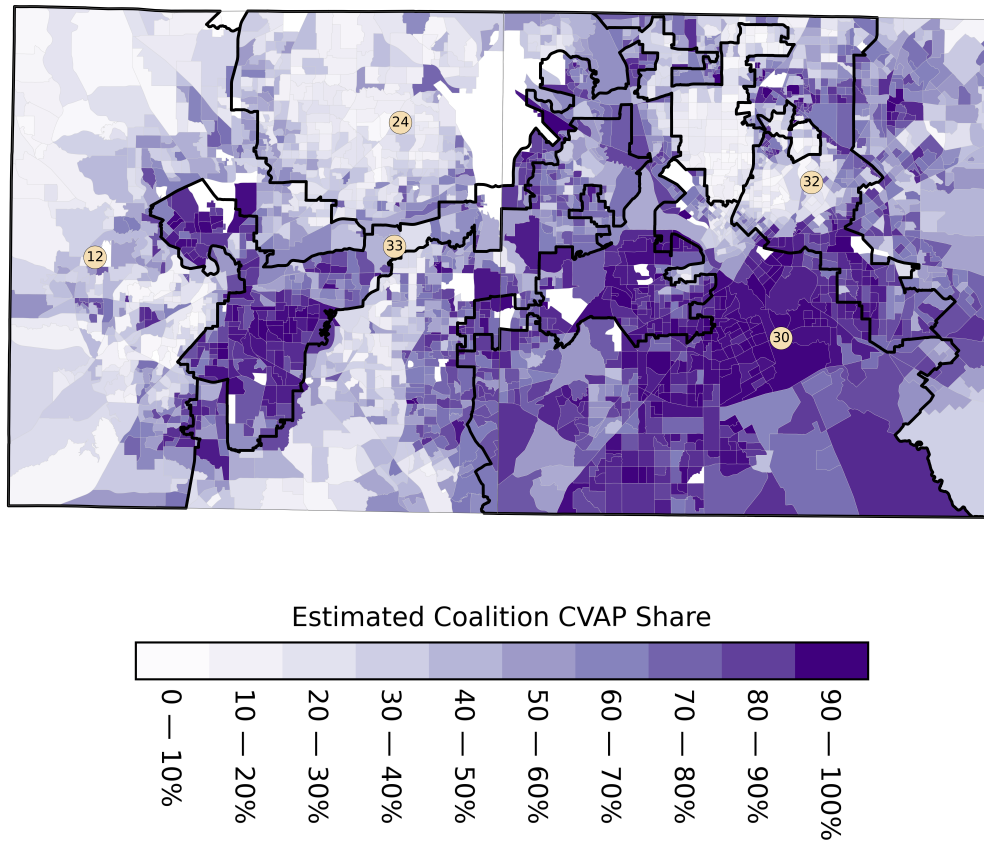 24
32
33
12
30
Estimated Coalition CVAP Share
0 — 10%
10 — 20%
20 — 30%
30 — 40%
40 — 50%
50 — 60%
60 — 70%
70 — 80%
80 — 90%
90 — 100%